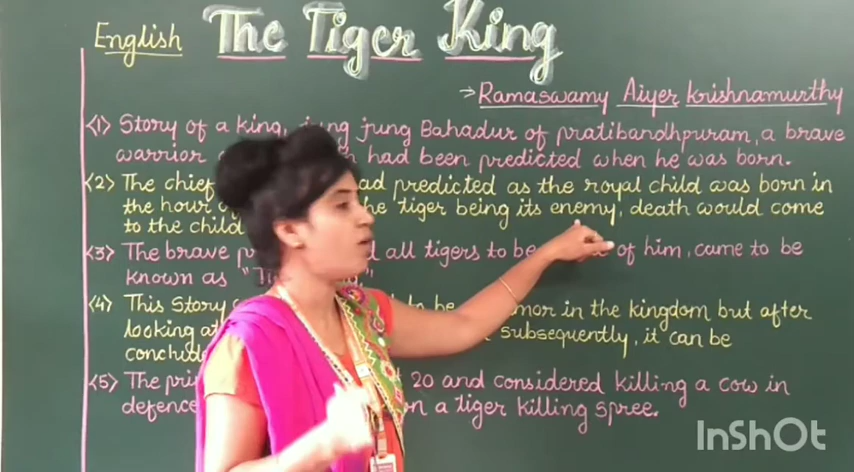 English The Tiger King
→ Ramaswamy Aiyer Krishnamurthy
<1> Story of a king, jung jung Bahadur of pratibandhpuram, a brave
warrior had been predicted when he was born.
<2> The chief had predicted as the royal child was born in
the hour the tiger being its enemy, death would come
to the child
<3> The brave all tigers to be of him, came to be
known as
<4> This story to be in the kingdom but after
looking at subsequently, it can be
<5> The 20 and considered killing a cow in
defence on a tiger killing spree.
InShOt